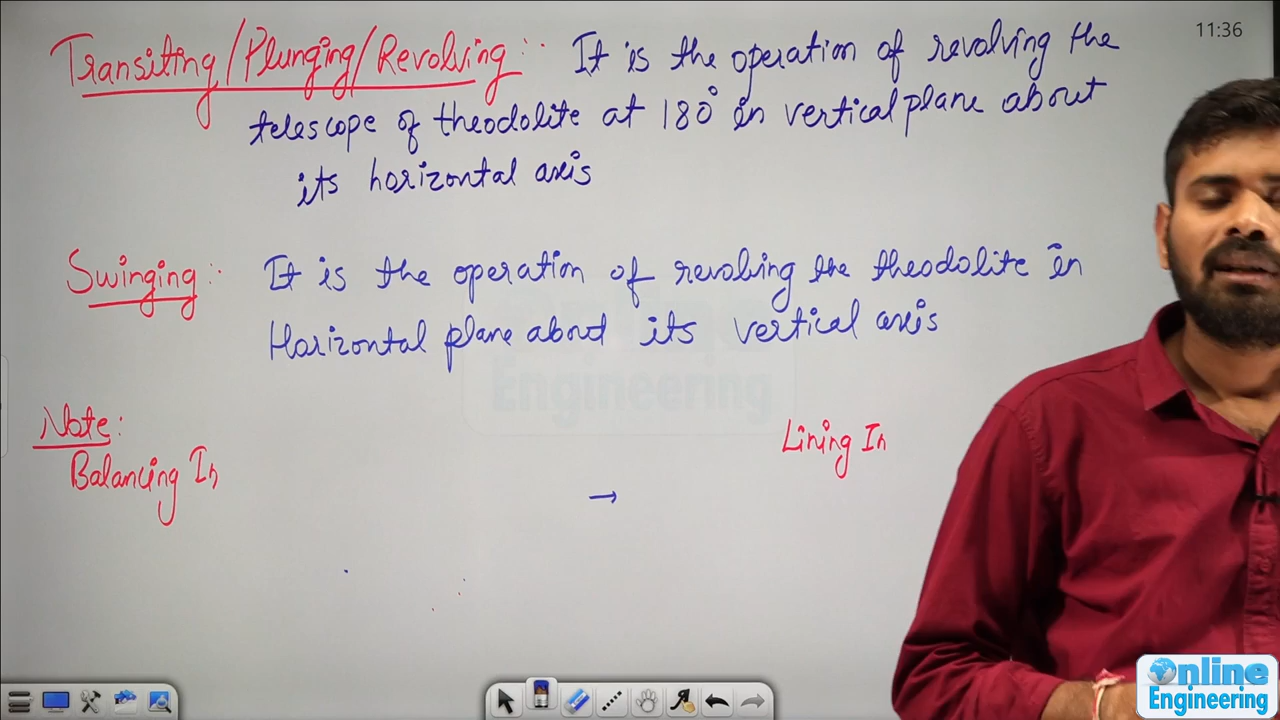 11:36
Transiting/Plunging/Revolving :- It is the operation of revolving the
telescope of theodolite at 180° in vertical plane about
its horizontal axis
Swinging :- It is the operation of revolving the theodolite in
Horizontal plane about its vertical axis
Engineering
Note:
Lining In
Balancing In
→
Online
Engineering